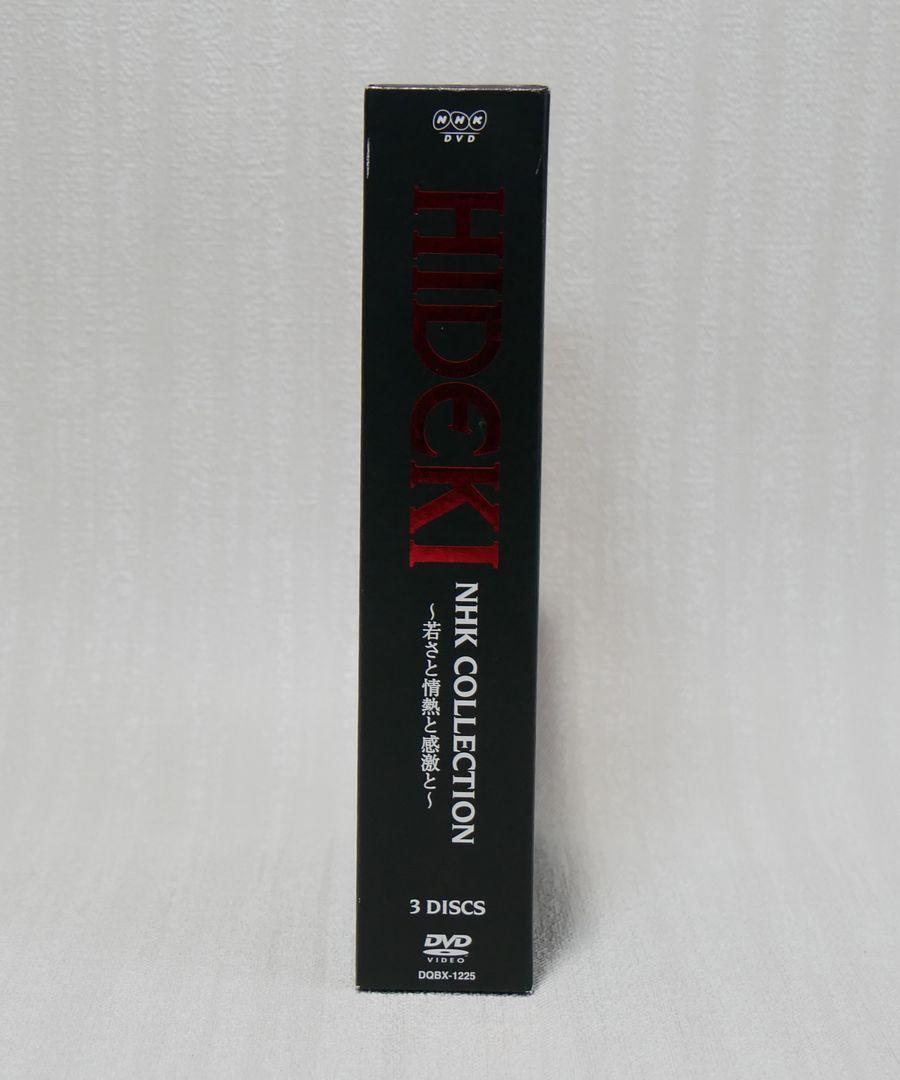 NHK
DVD
HIDEKI
NHK COLLECTION
～若さと情熱と感激と～
3 DISCS
DVD
VIDEO
DQBX-1225